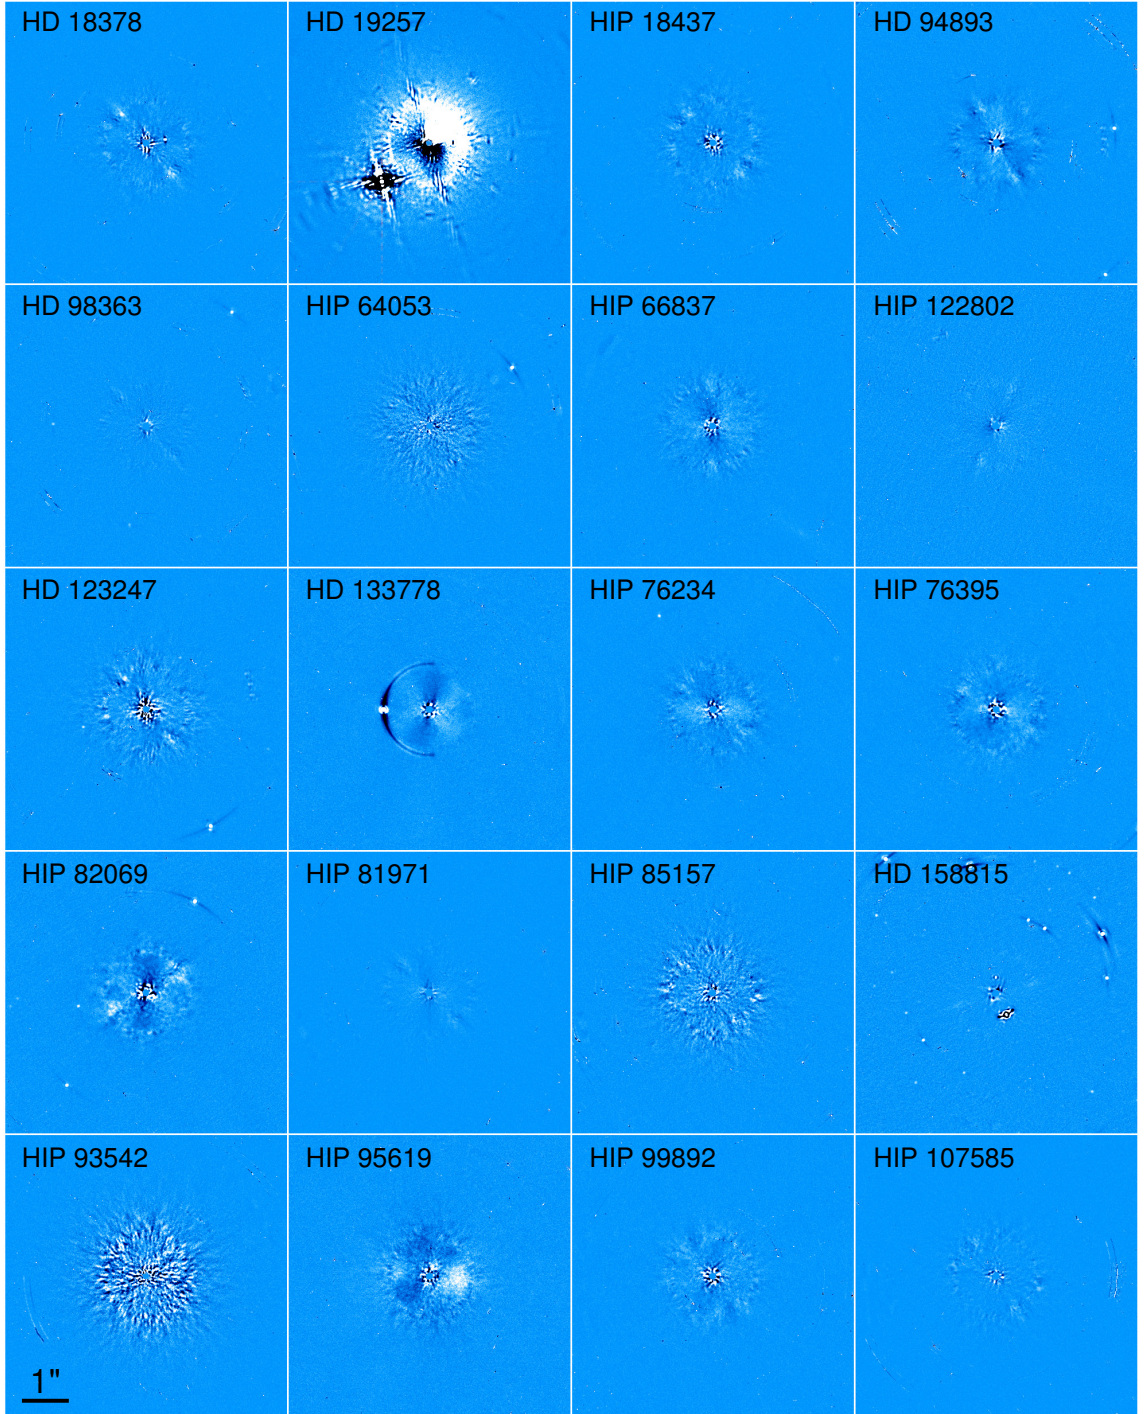 HD 18378
HD 19257
HIP 18437
HD 94893
HD 98363
HIP 64053
HIP 66837
HIP 122802
HD 123247
HD 133778
HIP 76234
HIP 76395
HIP 82069
HIP 81971
HIP 85157
HD 158815
HIP 93542
HIP 95619
HIP 99892
HIP 107585
1"